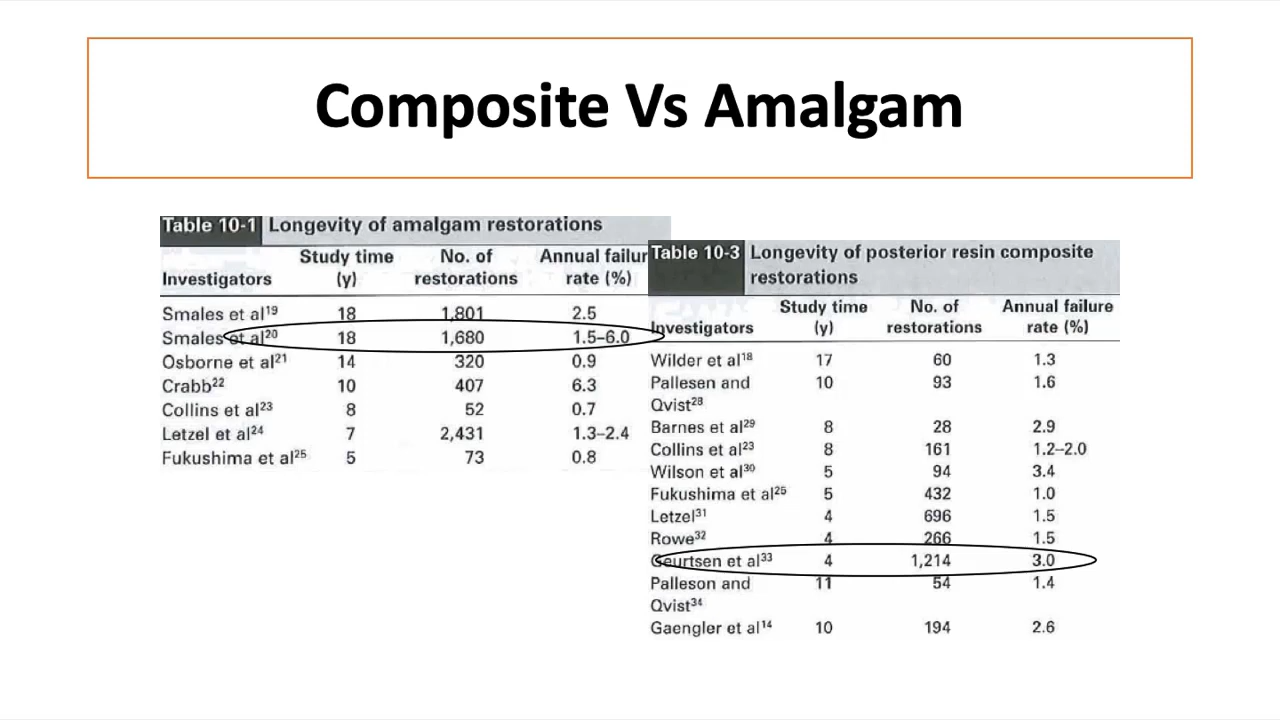 Composite Vs Amalgam
Table 10-1 Longevity of amalgam restorations
Investigators Study time (y) No. of restorations Annual failur rate (%)
Smales et al¹⁹ 18 1,801 2.5
Smales et al²⁰ 18 1,680 1.5–6.0
Osborne et al²¹ 14 320 0.9
Crabb²² 10 407 6.3
Collins et al²³ 8 52 0.7
Letzel et al²⁴ 7 2,431 1.3–2.4
Fukushima et al²⁵ 5 73 0.8
Table 10-3 Longevity of posterior resin composite
restorations
Investigators Study time (y) No. of restorations Annual failure rate (%)
Wilder et al¹⁸ 17 60 1.3
Pallesen and 10 93 1.6
Qvist²⁸
Barnes et al²⁹ 8 28 2.9
Collins et al²³ 8 161 1.2–2.0
Wilson et al³⁰ 5 94 3.4
Fukushima et al²⁵ 5 432 1.0
Letzel³¹ 4 696 1.5
Rowe³² 4 266 1.5
Geurtsen et al³³ 4 1,214 3.0
Palleson and 11 54 1.4
Qvist³⁴
Gaengler et al¹⁴ 10 194 2.6